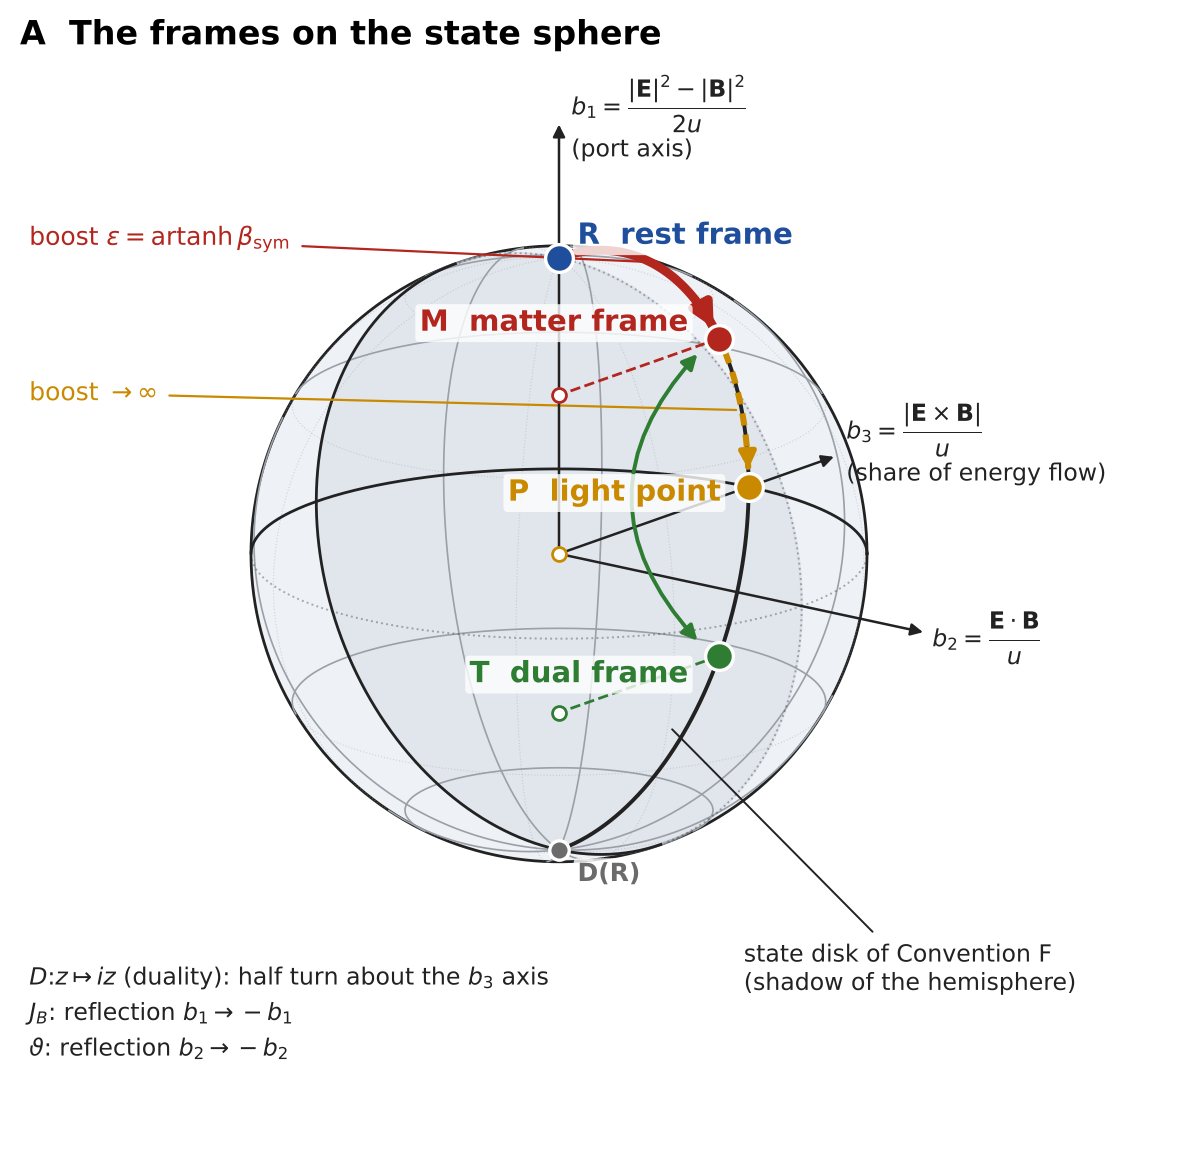 A  The frames on the state sphere
b₁ = (|E|² − |B|²) / 2u
(port axis)
R  rest frame
boost ε = artanh β_sym
M  matter frame
boost → ∞
b₃ = |E × B| / u
(share of energy flow)
P  light point
b₂ = E · B / u
T  dual frame
D(R)
state disk of Convention F
(shadow of the hemisphere)
D:z ↦ iz (duality): half turn about the b₃ axis
J_B: reflection b₁ → − b₁
ϑ: reflection b₂ → − b₂